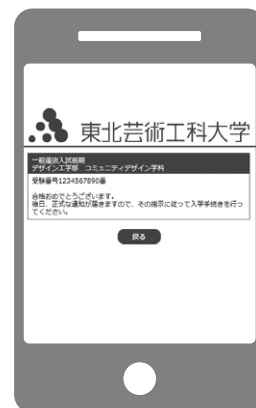 東北芸術工科大学
一般選抜入試前期
デザイン工学部　コミュニティデザイン学科
受験番号1234567890番
合格おめでとうございます。
後日、正式な通知が届きますので、その指示に従って入学手続きを行っ
てください。
戻る